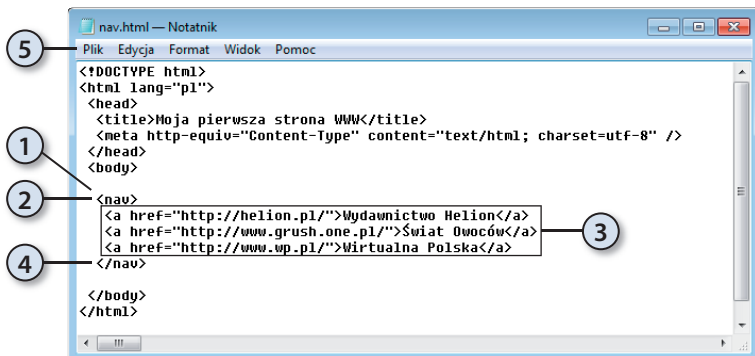 nav.html — Notatnik
5
Plik Edycja Format Widok Pomoc
<!DOCTYPE html>
<html lang="pl">
<head>
<title>Moja pierwsza strona WWW</title>
<meta http-equiv="Content-Type" content="text/html; charset=utf-8" />
</head>
1
<body>
2
<nav>
<a href="http://helion.pl/">Wydawnictwo Helion</a>
<a href="http://www.grush.one.pl/">Świat Owoców</a>
3
<a href="http://www.wp.pl/">Wirtualna Polska</a>
4
</nav>
</body>
</html>